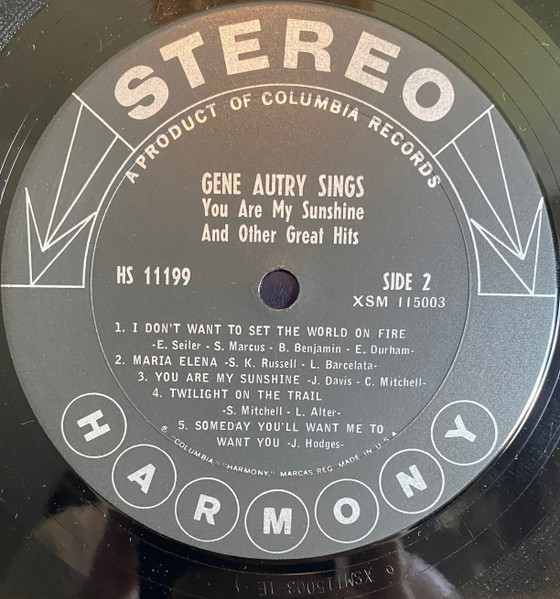 STEREO
A PRODUCT OF COLUMBIA RECORDS
GENE AUTRY SINGS
You Are My Sunshine
And Other Great Hits
HS 11199
SIDE 2
XSM 115003
1. I DON'T WANT TO SET THE WORLD ON FIRE
-E. Seiler - S. Marcus - B. Benjamin - E. Durham-
2. MARIA ELENA -S. K. Russell - L. Barcelata-
3. YOU ARE MY SUNSHINE -J. Davis - C. Mitchell-
4. TWILIGHT ON THE TRAIL
-S. Mitchell - L. Alter-
5. SOMEDAY YOU'LL WANT ME TO
WANT YOU -J. Hodges-
"COLUMBIA," "HARMONY," MARCAS REG. MADE IN U.S.A.
HARMONY
XSM115003 1E